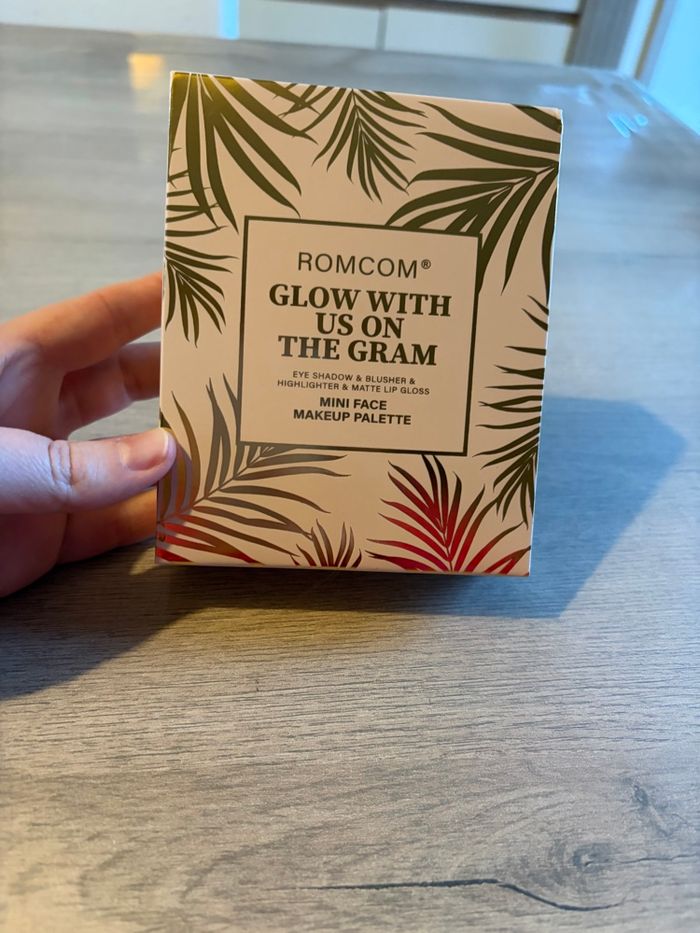 ROMCOM®
GLOW WITH
US ON
THE GRAM
EYE SHADOW & BLUSHER &
HIGHLIGHTER & MATTE LIP GLOSS
MINI FACE
MAKEUP PALETTE